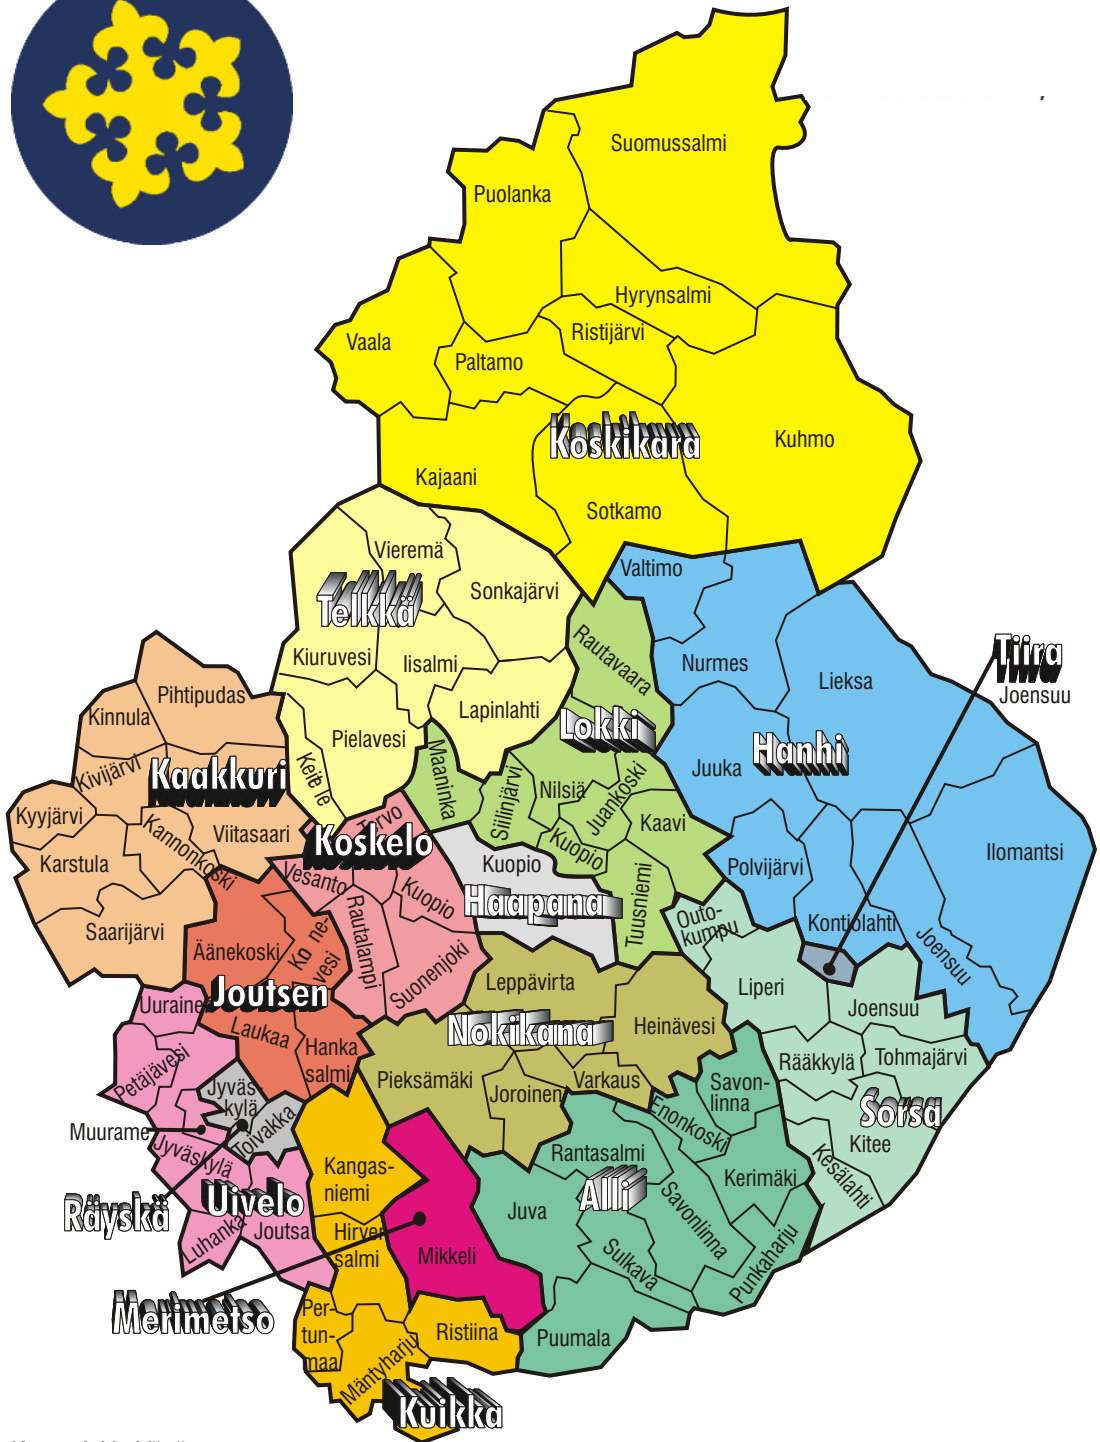 Suomussalmi
Puolanka
Hyrynsalmi
Ristijärvi
Vaala
Paltamo
Koskikara
Kuhmo
Kajaani
Sotkamo
Vieremä
Valtimo
Sonkajärvi
Telkkä
Rautavaara
Kiuruvesi
Iisalmi
Nurmes
Lieksa
Tiira
Joensuu
Pihtipudas
Kinnula
Lapinlahti
Lokki
Pielavesi
Hanhi
Maaninka
Keitele
Kivijärvi
Kaakkuri
Siilinjärvi
Nilsiä
Juankoski
Juuka
Kyyjärvi
Kannonkoski
Viitasaari
Tervo
Koskelo
Kuopio
Kaavi
Karstula
Kuopio
Polvijärvi
Ilomantsi
Vesanto
Kuopio
Haapana
Tuusniemi
Outo-
kumpu
Kontiolahti
Saarijärvi
Rautalampi
Äänekoski
Ko ne-
vesi
Suonenjoki
Joensuu
Leppävirta
Liperi
Joutsen
Uurainen
Joensuu
Laukaa
Nokikana
Heinävesi
Hanka
salmi
Petäjävesi
Rääkkylä
Tohmajärvi
Pieksämäki
Varkaus
Joroinen
Jyväs-
kylä
Savon-
linna
Sorsa
Enonkoski
Muurame
Toivakka
Jyväskylä
Rantasalmi
Kitee
Kesälahti
Kangas-
niemi
Kerimäki
Alli
Räyskä
Uivelo
Juva
Savonlinna
Luhanka
Joutsa
Hirven
salmi
Mikkeli
Sulkava
Punkaharju
Merimetso
Per-
tun-
maa
Ristiina
Puumala
Mäntyharju
Kuikka